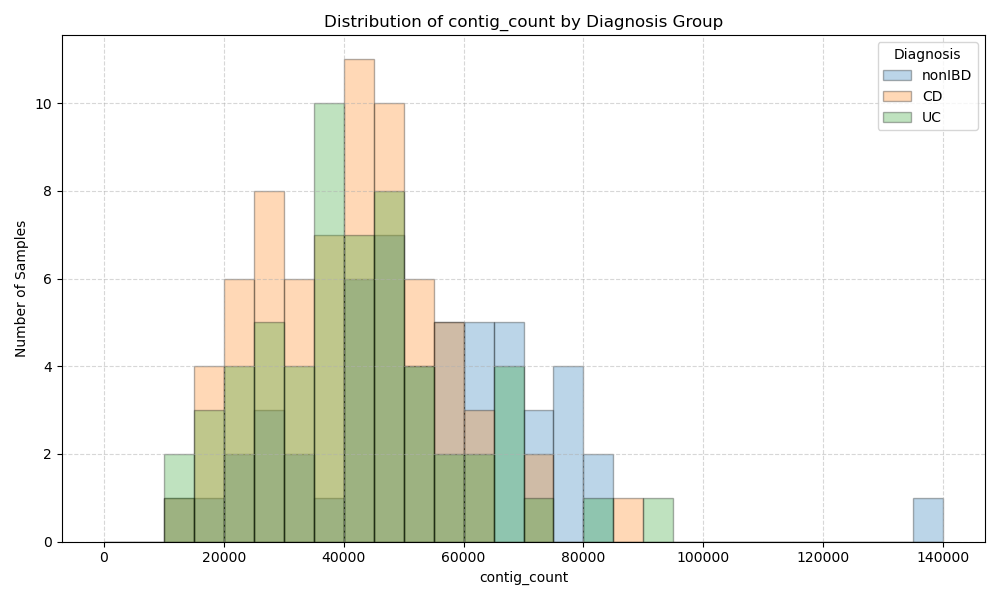 Distribution of contig_count by Diagnosis Group
Diagnosis
nonIBD
CD
UC
Number of Samples
10
8
6
4
2
0
0 20000 40000 60000 80000 100000 120000 140000
contig_count